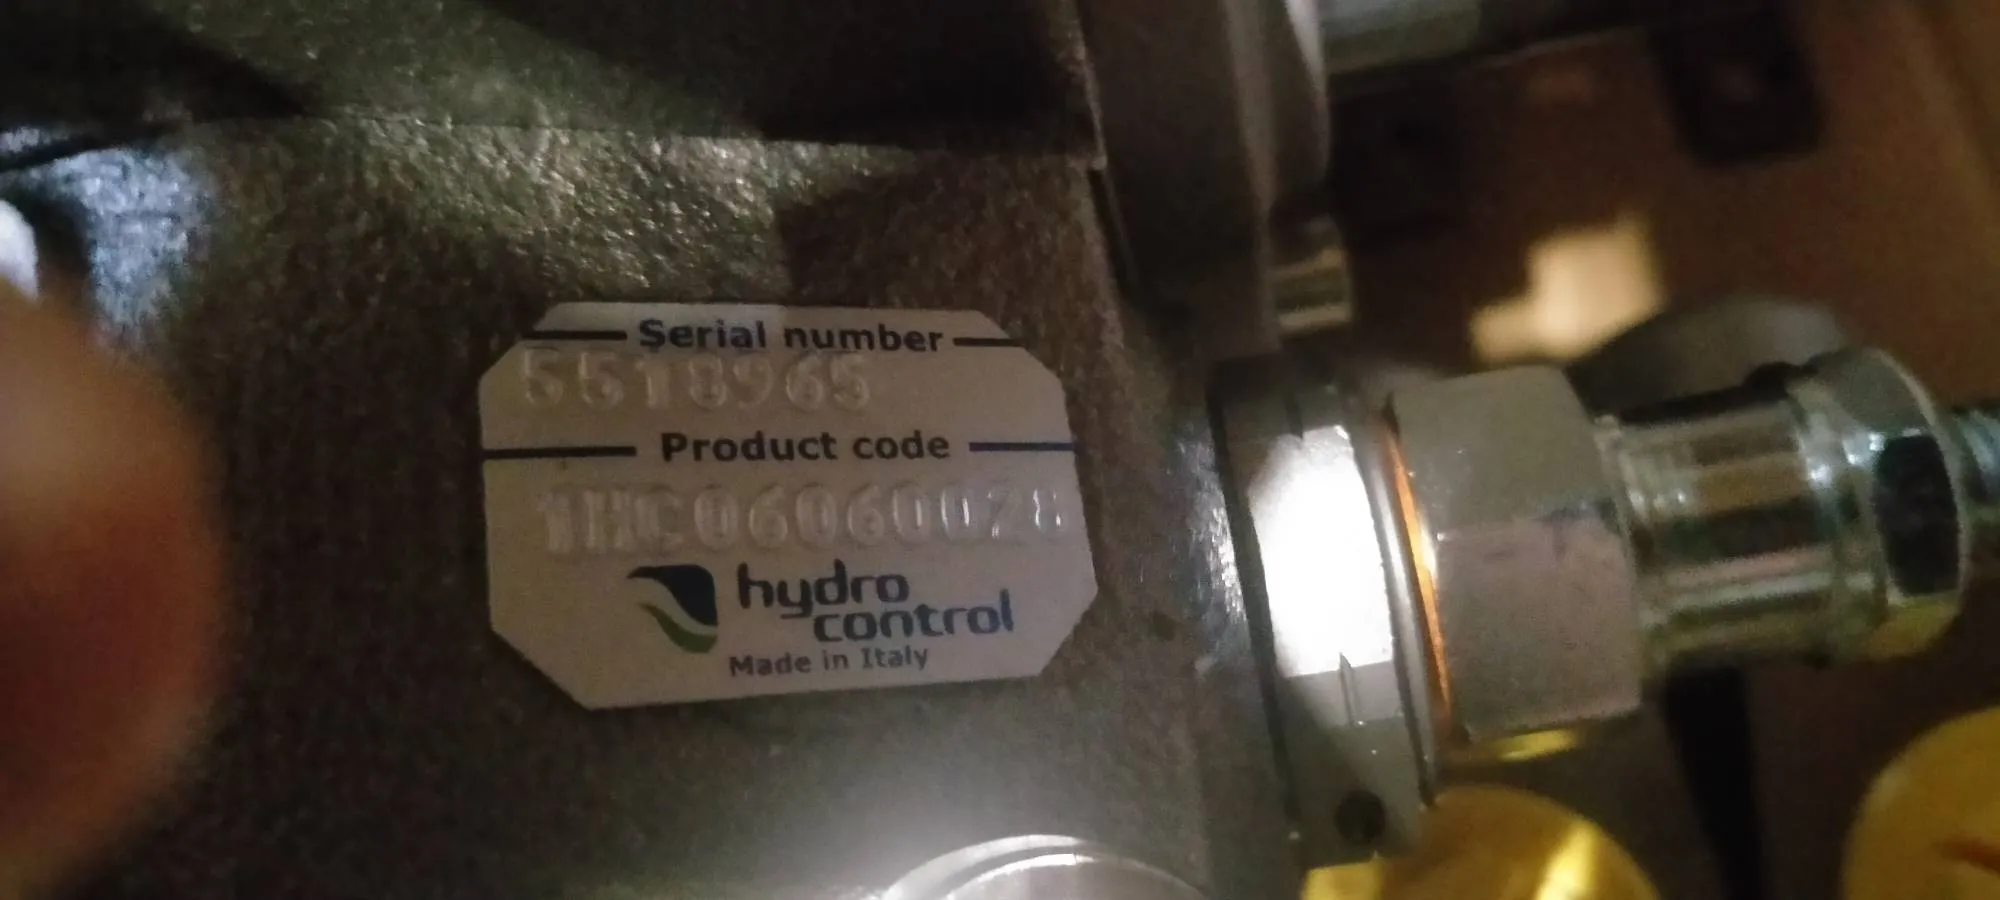 Serial number
5518965
Product code
1HC06060028
hydro
control
Made in Italy